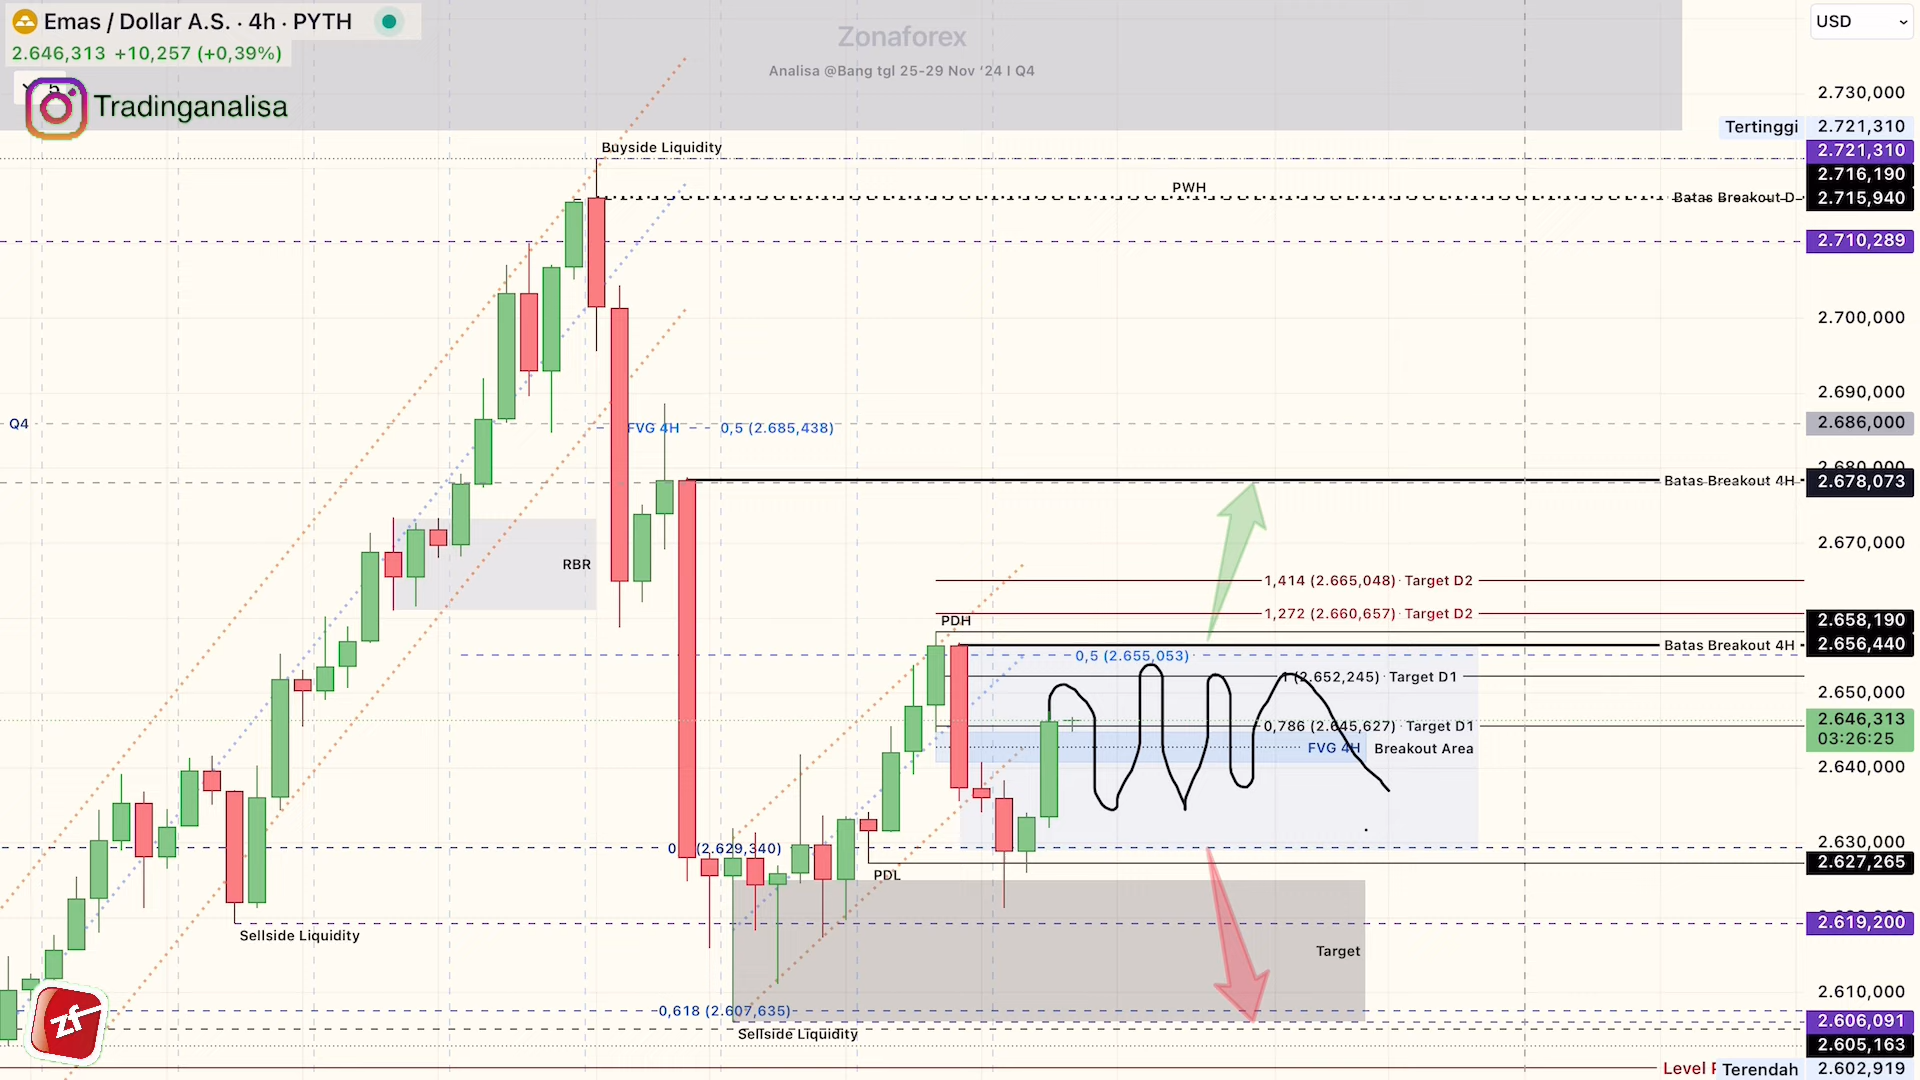 Emas / Dollar A.S. · 4h · PYTH
2.646,313 +10,257 (+0,39%)
Tradinganalisa
Zonaforex
Analisa @Bang tgl 25-29 Nov '24 I Q4
USD
2.730,000
Tertinggi 2.721,310
2.721,310
Buyside Liquidity
2.716,190
PWH
Batas Breakout D
2.715,940
2.710,289
2.700,000
2.690,000
Q4
2.686,000
FVG 4H
0,5 (2.685,438)
2.680,000
Batas Breakout 4H
2.678,073
2.670,000
RBR
1,414 (2.665,048) · Target D2
1,272 (2.660,657) · Target D2
PDH
2.658,190
Batas Breakout 4H
2.656,440
0,5 (2.655,053)
1 (2.652,245) · Target D1
2.650,000
0,786 (2.645,627) · Target D1
2.646,313
03:26:25
FVG 4H
Breakout Area
2.640,000
2.630,000
(2.629,340)
2.627,265
PDL
2.619,200
Sellside Liquidity
Target
2.610,000
0,618 (2.607,635)
2.606,091
Sellside Liquidity
2.605,163
Level
Terendah 2.602,919
zf